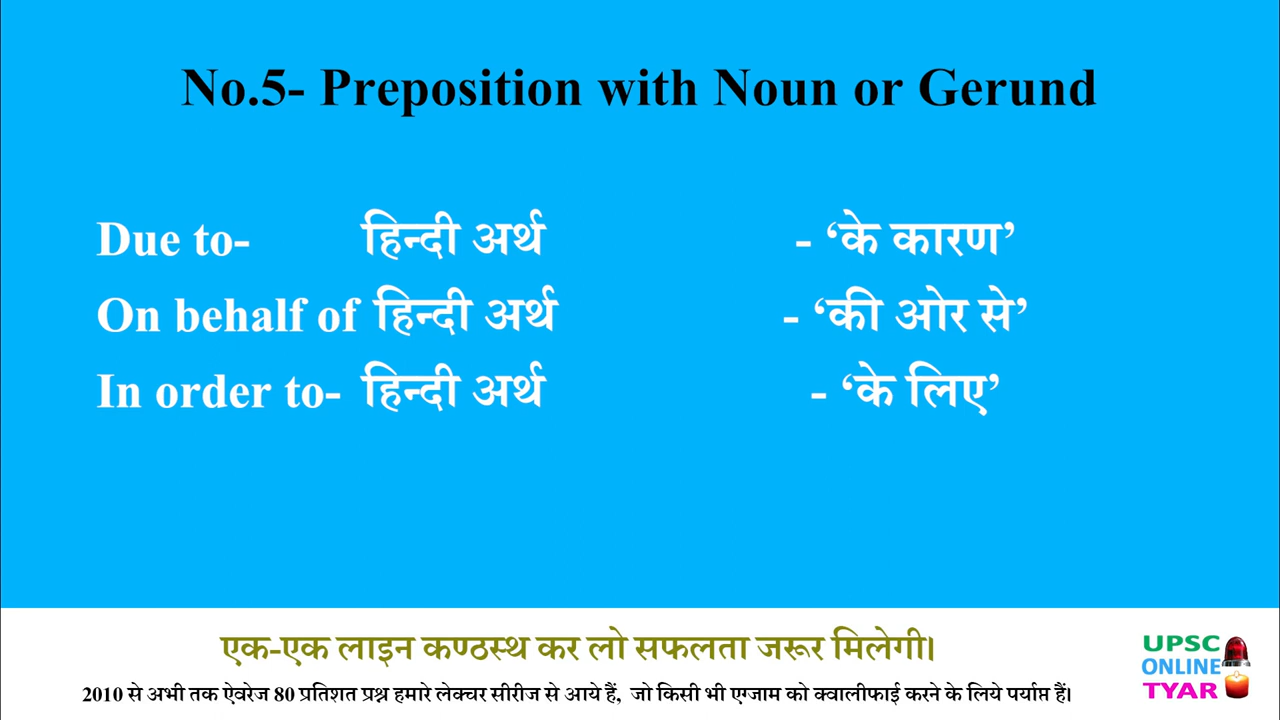 No.5- Preposition with Noun or Gerund
Due to- हिन्दी अर्थ - ‘के कारण’
On behalf of हिन्दी अर्थ - ‘की ओर से’
In order to- हिन्दी अर्थ - ‘के लिए’
एक-एक लाइन कण्ठस्थ कर लो सफलता जरूर मिलेगी।
2010 से अभी तक ऐवरेज 80 प्रतिशत प्रश्न हमारे लेक्चर सीरीज से आये हैं, जो किसी भी एग्जाम को क्वालीफाई करने के लिये पर्याप्त हैं।
UPSC
ONLINE
TYAR